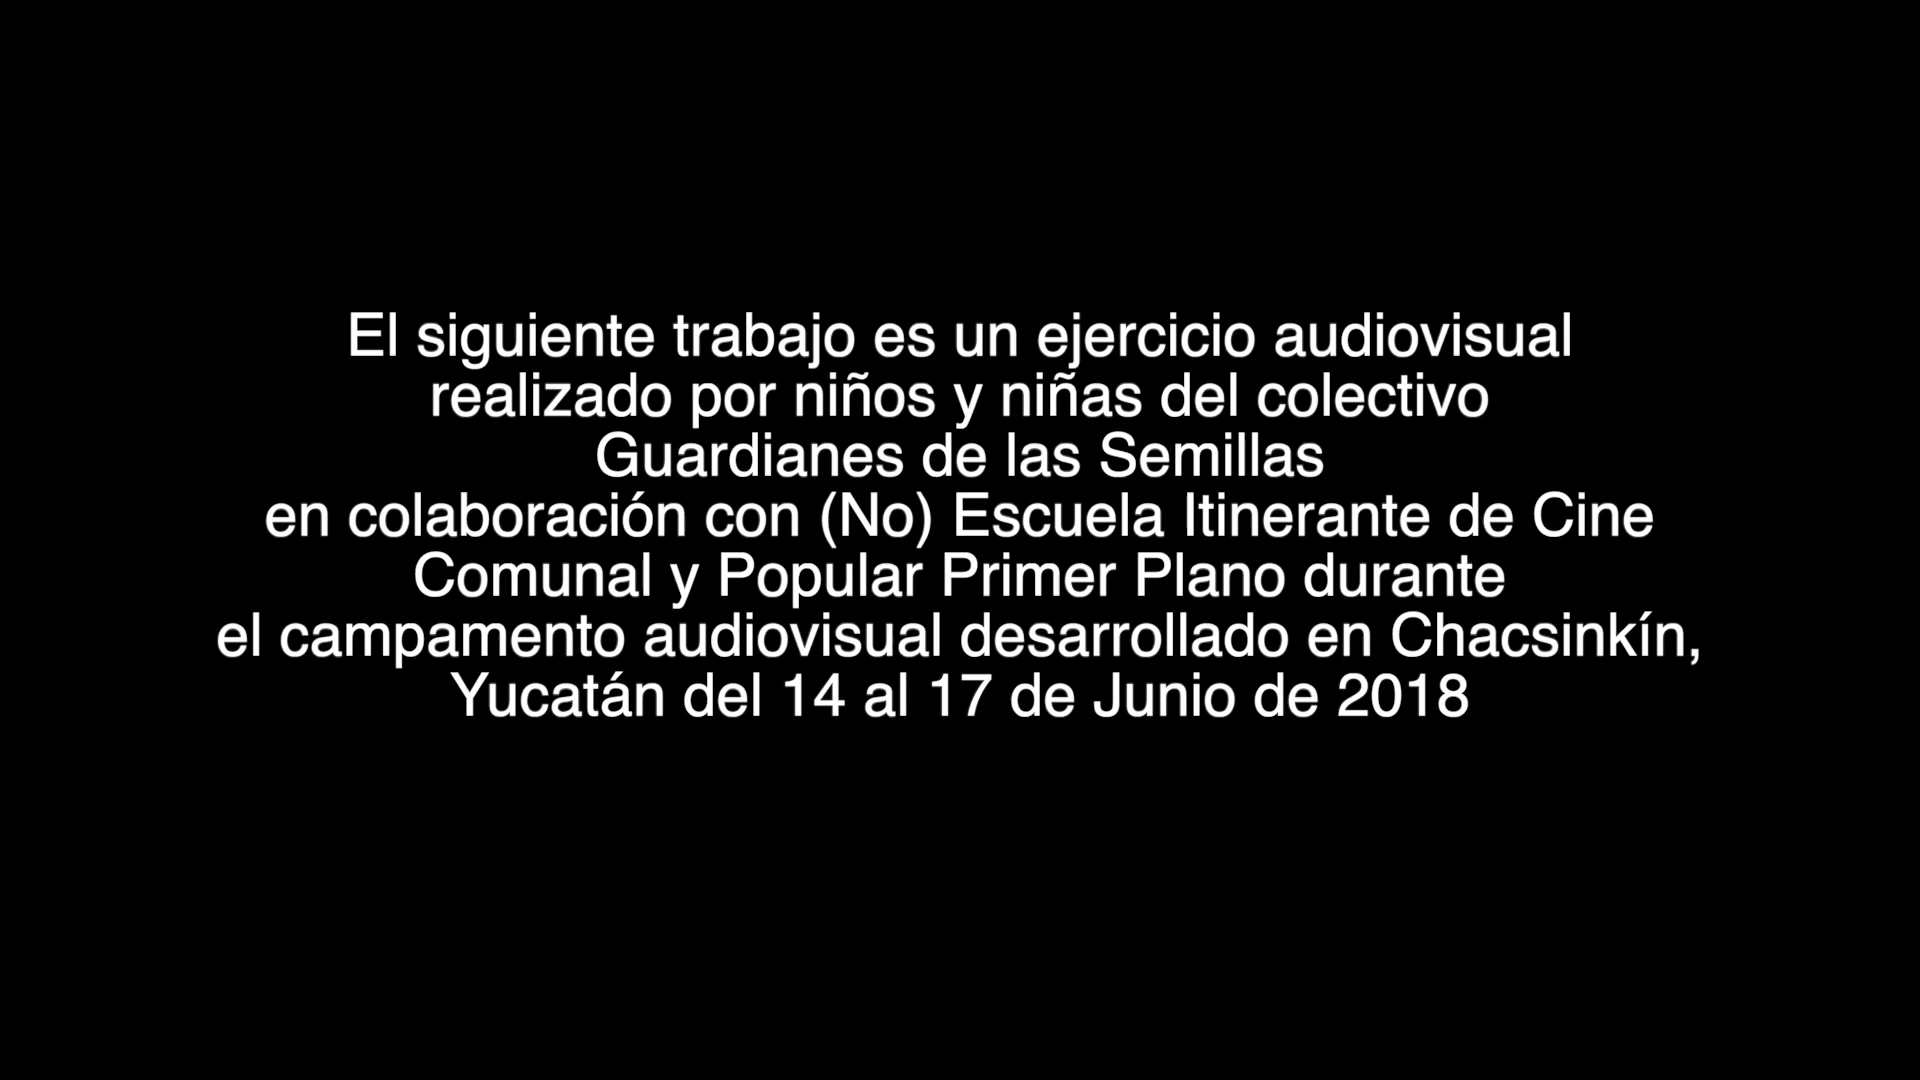 El siguiente trabajo es un ejercicio audiovisual
realizado por niños y niñas del colectivo
Guardianes de las Semillas
en colaboración con (No) Escuela Itinerante de Cine
Comunal y Popular Primer Plano durante
el campamento audiovisual desarrollado en Chacsinkín,
Yucatán del 14 al 17 de Junio de 2018